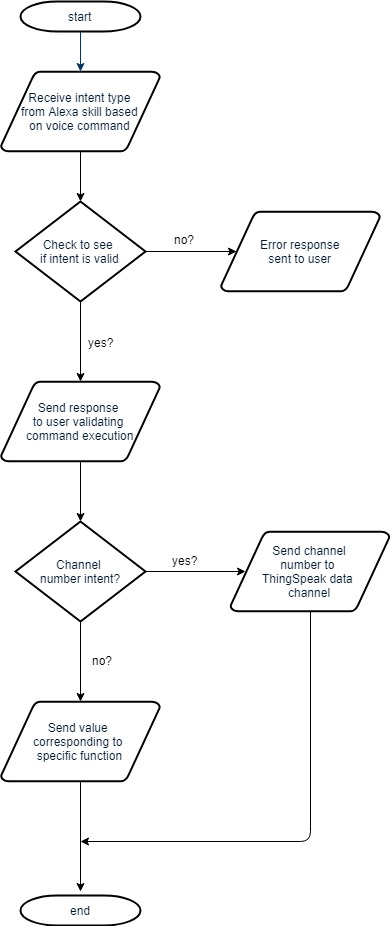 start
Receive intent type
from Alexa skill based
on voice command
Check to see
if intent is valid
no?
Error response
sent to user
yes?
Send response
to user validating
command execution
Channel
number intent?
yes?
Send channel
number to
ThingSpeak data
channel
no?
Send value
corresponding to
specific function
end